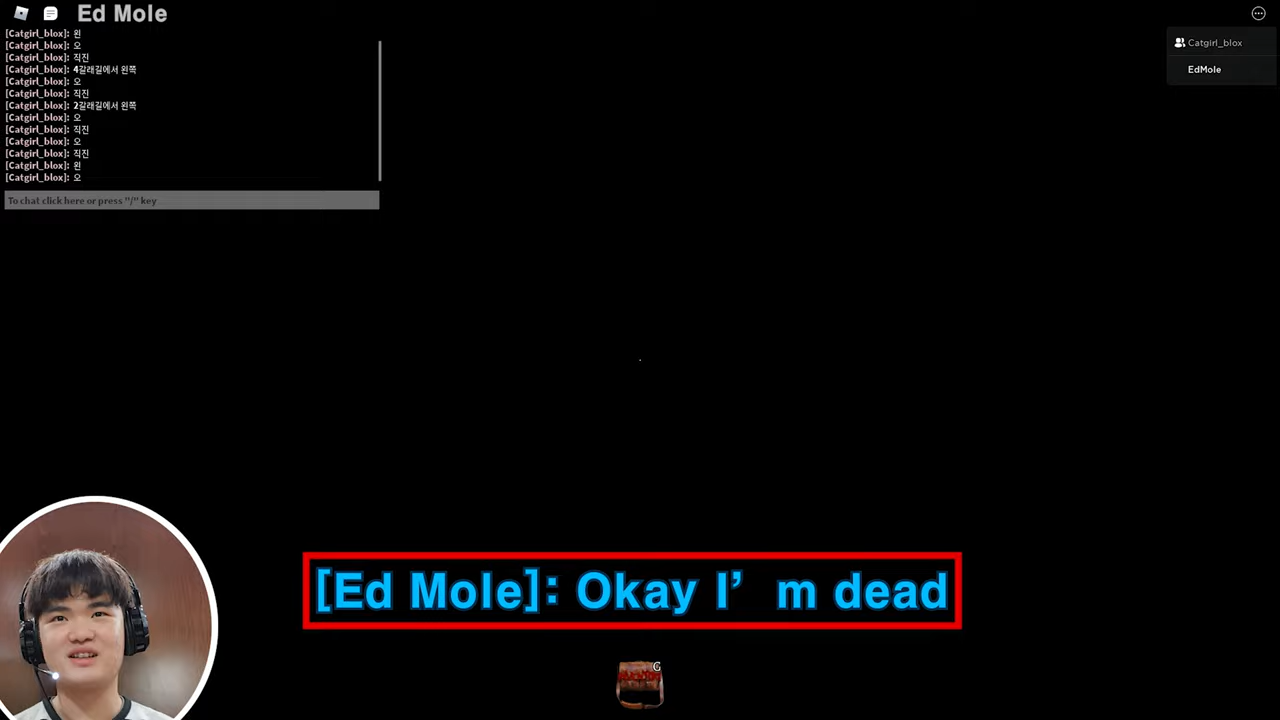 Ed Mole
[Catgirl_blox]: 왼
[Catgirl_blox]: 오
[Catgirl_blox]: 직진
[Catgirl_blox]: 4갈래길에서 왼쪽
[Catgirl_blox]: 오
[Catgirl_blox]: 직진
[Catgirl_blox]: 2갈래길에서 왼쪽
[Catgirl_blox]: 오
[Catgirl_blox]: 직진
[Catgirl_blox]: 오
[Catgirl_blox]: 직진
[Catgirl_blox]: 왼
[Catgirl_blox]: 오
To chat click here or press "/" key
Catgirl_blox
EdMole
[Ed Mole]: Okay I’m dead
G